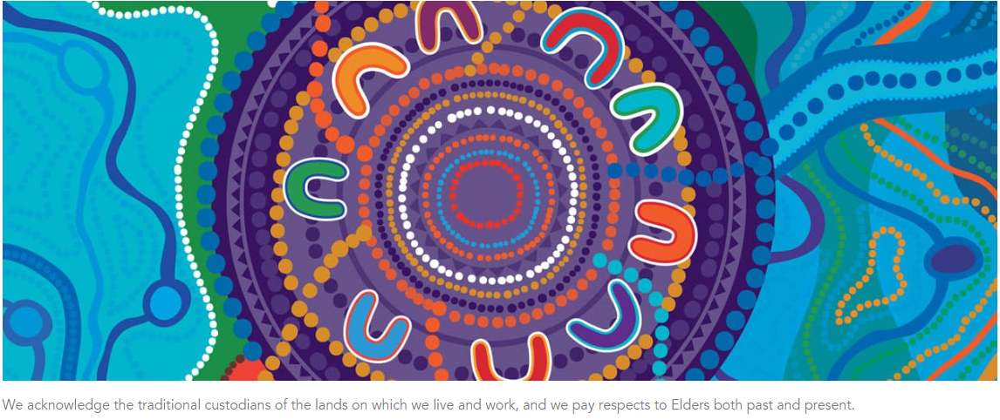 We acknowledge the traditional custodians of the lands on which we live and work, and we pay respects to Elders both past and present.